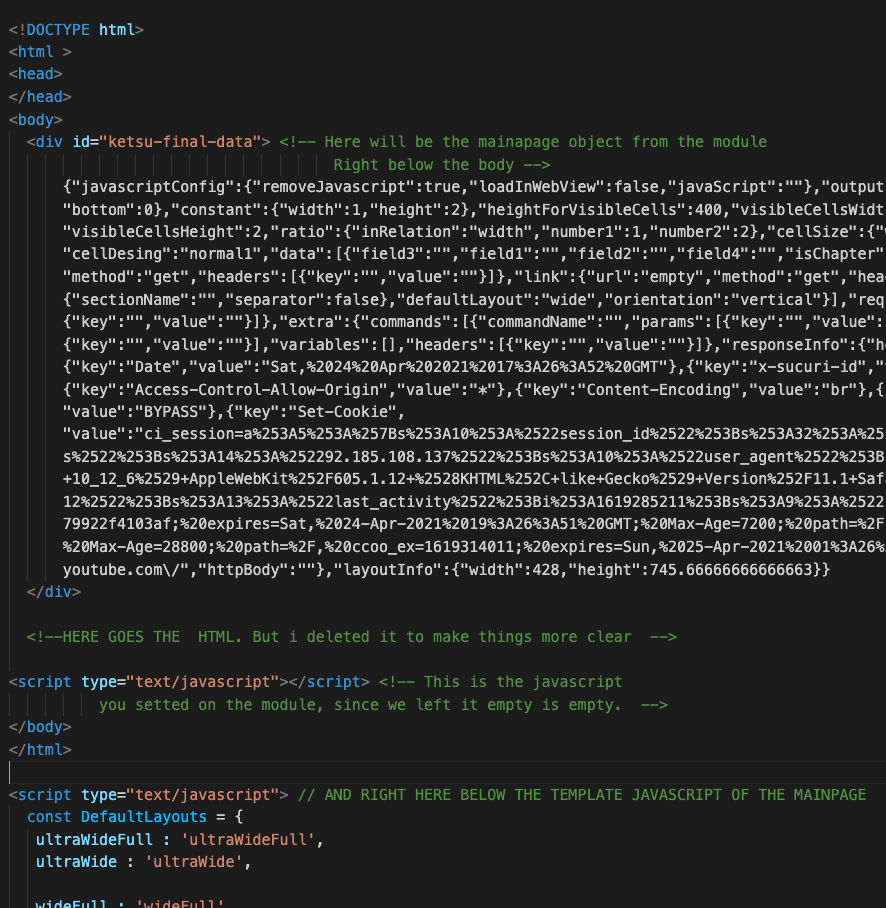 <!DOCTYPE html>
<html >
<head>
</head>
<body>
<div id="ketsu-final-data"> <!-- Here will be the mainapage object from the module
Right below the body -->
{"javascriptConfig":{"removeJavascript":true,"loadInWebView":false,"javaScript":""},"output
"bottom":0},"constant":{"width":1,"height":2},"heightForVisibleCells":400,"visibleCellsWidt
"visibleCellsHeight":2,"ratio":{"inRelation":"width","number1":1,"number2":2},"cellSize":{"w
"cellDesing":"normal1","data":[{"field3":"","field1":"","field2":"","field4":"","isChapter"
"method":"get","headers":[{"key":"","value":""}]},"link":{"url":"empty","method":"get","head
{"sectionName":"","separator":false},"defaultLayout":"wide","orientation":"vertical"}],"req
{"key":"","value":""}]},"extra":{"commands":[{"commandName":"","params":[{"key":"","value":
{"key":"","value":""}],"variables":[],"headers":[{"key":"","value":""}]},"responseInfo":{"he
{"key":"Date","value":"Sat,%2024%20Apr%202021%2017%3A26%3A52%20GMT"},{"key":"x-sucuri-id","
{"key":"Access-Control-Allow-Origin","value":"*"},{"key":"Content-Encoding","value":"br"},{
"value":"BYPASS"},{"key":"Set-Cookie",
"value":"ci_session=a%253A5%253A%257Bs%253A10%253A%2522session_id%2522%253Bs%253A32%253A%25
s%2522%253Bs%253A14%253A%252292.185.108.137%2522%253Bs%253A10%253A%2522user_agent%2522%253B
+10_12_6%2529+AppleWebKit%252F605.1.12+%2528KHTML%252C+like+Gecko%2529+Version%252F11.1+Saf
12%2522%253Bs%253A13%253A%2522last_activity%2522%253Bi%253A1619285211%253Bs%253A9%253A%2522
79922f4103af;%20expires=Sat,%2024-Apr-2021%2019%3A26%3A51%20GMT;%20Max-Age=7200;%20path=%2F
%20Max-Age=28800;%20path=%2F,%20ccoo_ex=1619314011;%20expires=Sun,%2025-Apr-2021%2001%3A26%
youtube.com\/","httpBody":""},"layoutInfo":{"width":428,"height":745.66666666666663}}
</div>
<!--HERE GOES THE  HTML. But i deleted it to make things more clear  -->
<script type="text/javascript"></script> <!-- This is the javascript
you setted on the module, since we left it empty is empty.  -->
</body>
</html>
<script type="text/javascript"> // AND RIGHT HERE BELOW THE TEMPLATE JAVASCRIPT OF THE MAINPAGE
const DefaultLayouts = {
ultraWideFull : 'ultraWideFull',
ultraWide : 'ultraWide',
wideFull : 'wideFull'